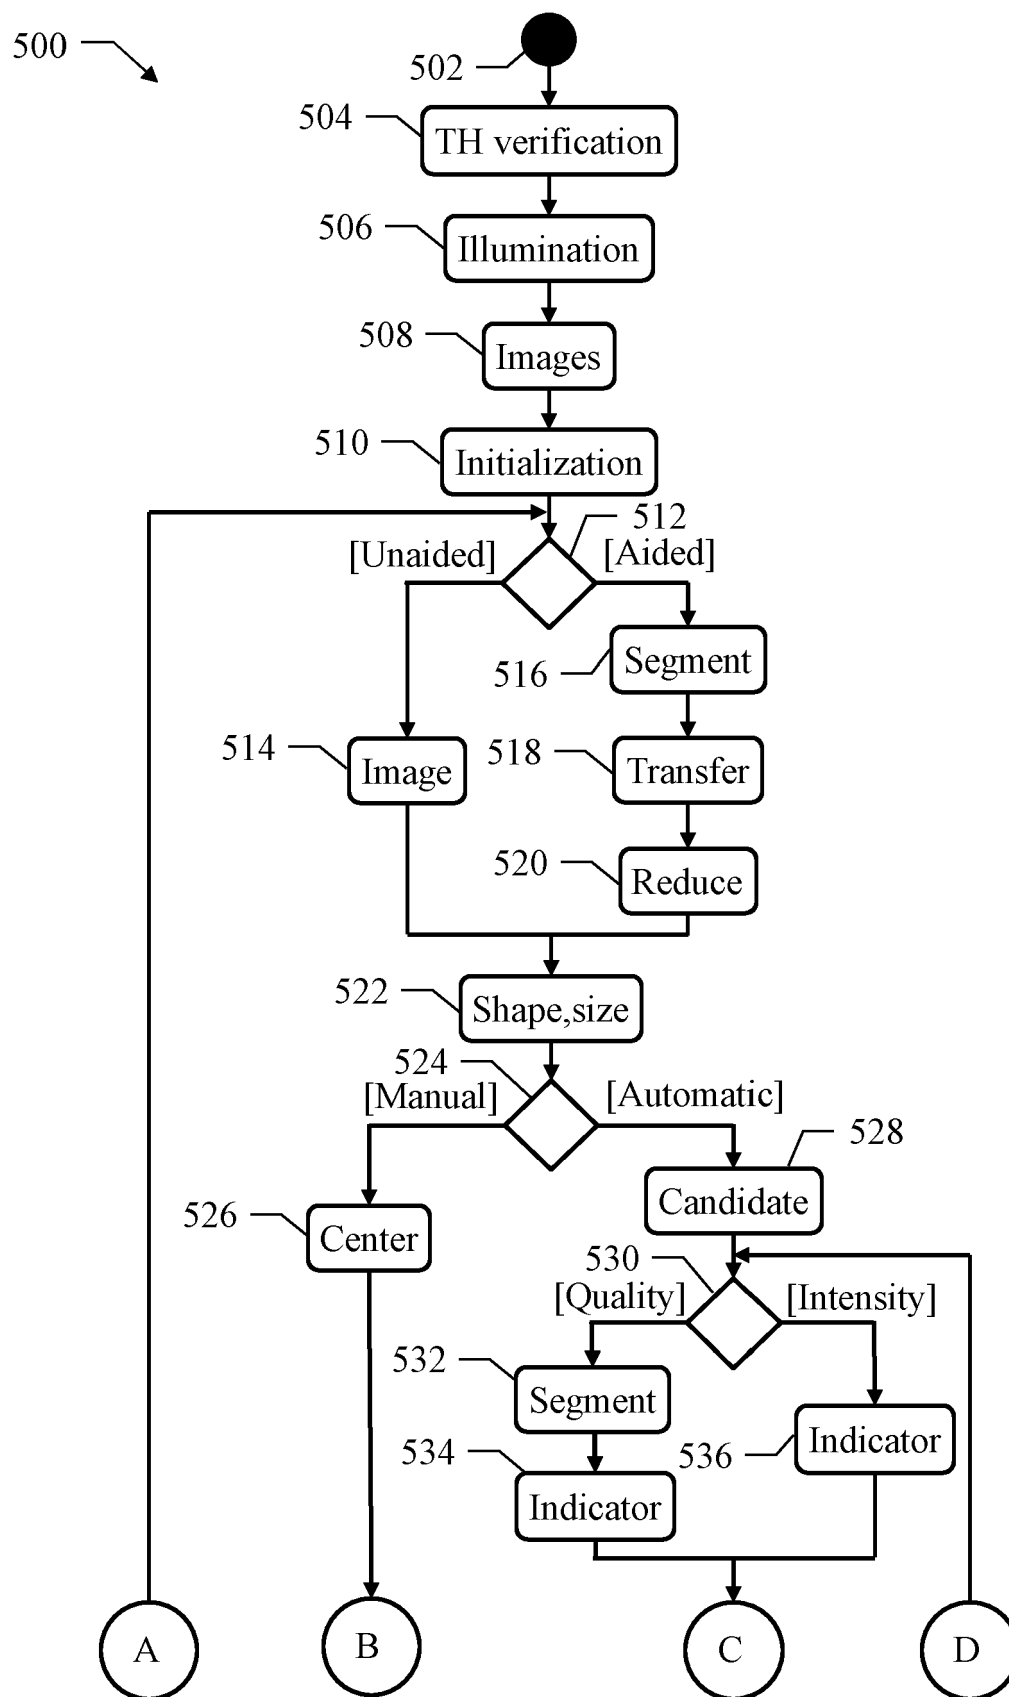 500
502
504
TH verification
506
Illumination
508
Images
510
Initialization
512
[Unaided]
[Aided]
516
Segment
514
Image
518
Transfer
520
Reduce
522
Shape,size
524
[Manual]
[Automatic]
528
Candidate
526
Center
530
[Quality]
[Intensity]
532
Segment
534
Indicator
536
Indicator
A
B
C
D